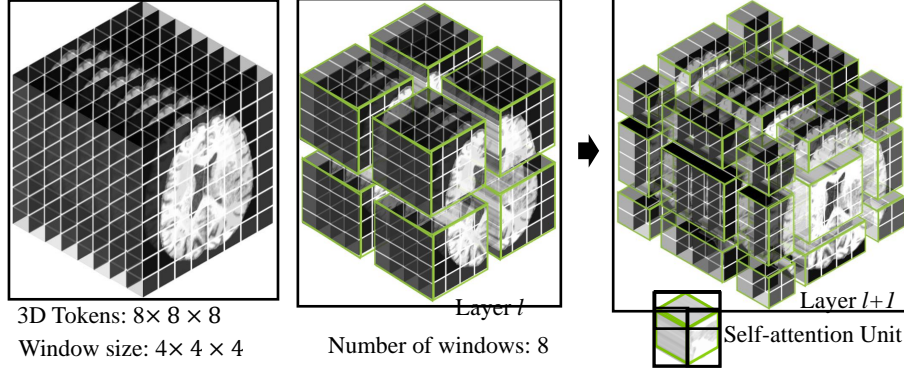 Layer l
Layer l+1
3D Tokens: 8× 8 × 8
Window size: 4× 4 × 4
Number of windows: 8
Self-attention Unit